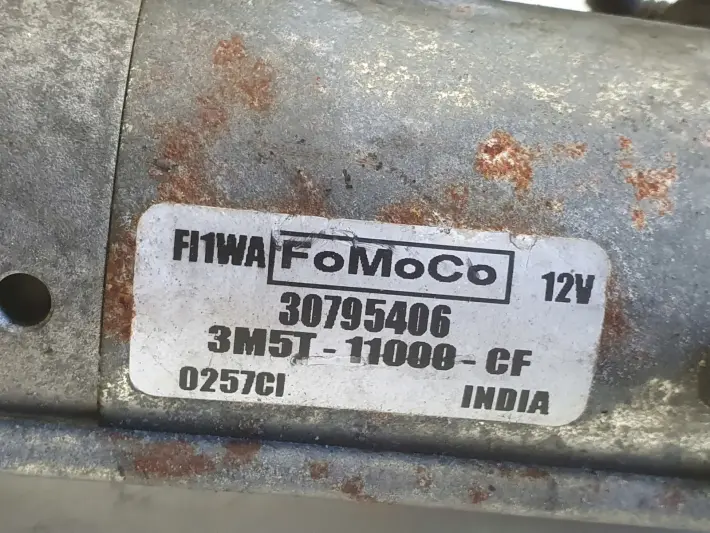 FI1WA FoMoCo 12V
30795406
3M5T-11000-CF
0257CI INDIA